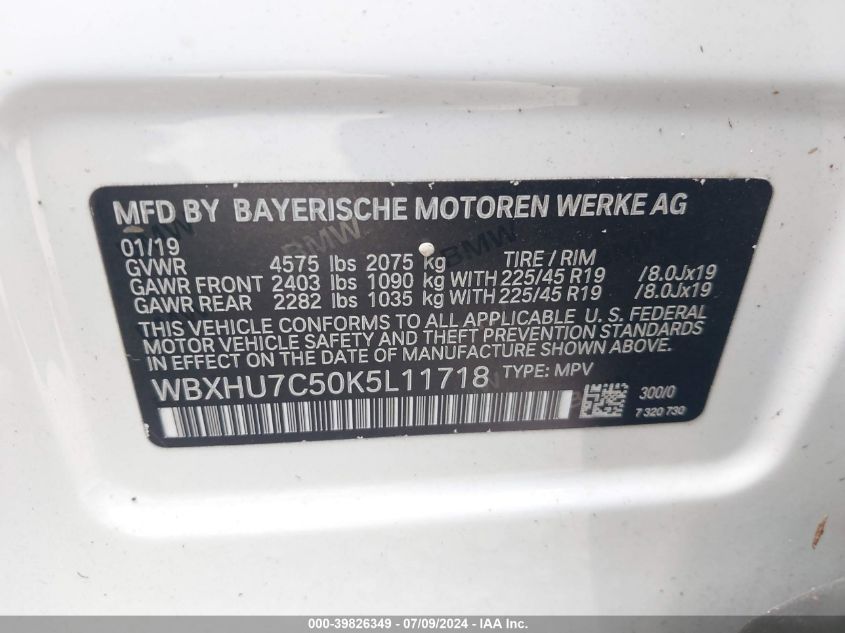 MFD BY BAYERISCHE MOTOREN WERKE AG
01/19
GVWR 4575 lbs 2075 kg TIRE / RIM
GAWR FRONT 2403 lbs 1090 kg WITH 225/45 R19 /8.0Jx19
GAWR REAR 2282 lbs 1035 kg WITH 225/45 R19 /8.0Jx19
THIS VEHICLE CONFORMS TO ALL APPLICABLE U. S. FEDERAL
MOTOR VEHICLE SAFETY AND THEFT PREVENTION STANDARDS
IN EFFECT ON THE DATE OF MANUFACTURE SHOWN ABOVE.
WBXHU7C50K5L11718 TYPE: MPV
300/0
7 320 730
BMW BMW BMW
000-39826349 - 07/09/2024 - IAA Inc.